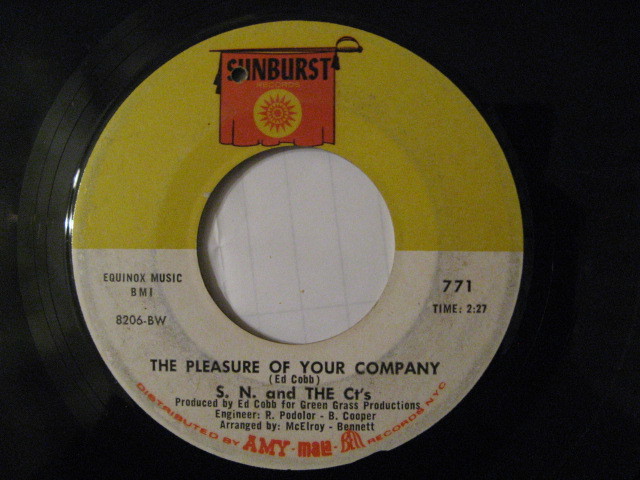 SUNBURST
RECORDS
EQUINOX MUSIC
BMI
8206-BW
771
TIME: 2:27
THE PLEASURE OF YOUR COMPANY
(Ed Cobb)
S. N. and THE Ct's
Produced by Ed Cobb for Green Grass Productions
Engineer: R. Podolor - B. Cooper
Arranged by: McElroy - Bennett
DISTRIBUTED BY AMY-mala-Bell RECORDS NYC